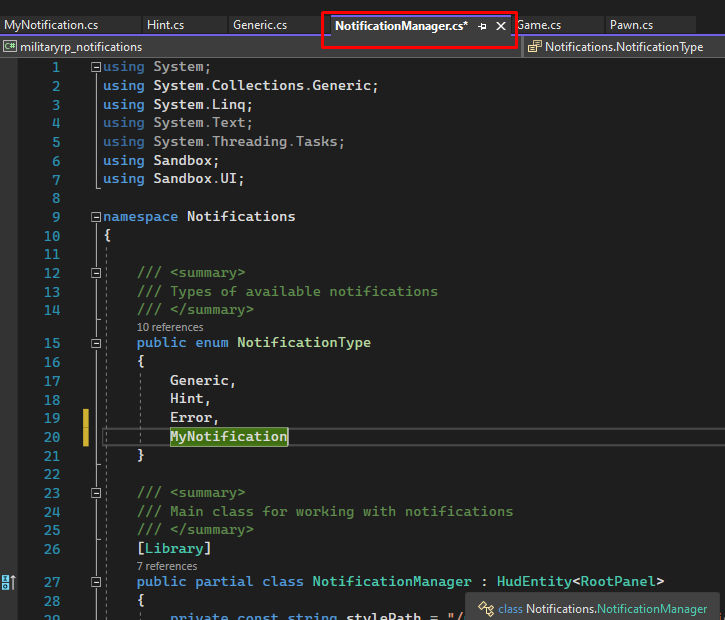 MyNotification.cs Hint.cs Generic.cs NotificationManager.cs* Game.cs Pawn.cs
C# militaryrp_notifications Notifications.NotificationType
1 using System;
2 using System.Collections.Generic;
3 using System.Linq;
4 using System.Text;
5 using System.Threading.Tasks;
6 using Sandbox;
7 using Sandbox.UI;
8
9 namespace Notifications
10 {
11
12 /// <summary>
13 /// Types of available notifications
14 /// </summary>
10 references
15 public enum NotificationType
16 {
17 Generic,
18 Hint,
19 Error,
20 MyNotification
21 }
22
23 /// <summary>
24 /// Main class for working with notifications
25 /// </summary>
26 [Library]
7 references
27 public partial class NotificationManager : HudEntity<RootPanel>
28 {
29 private const string stylePath = "/
class Notifications.NotificationManager